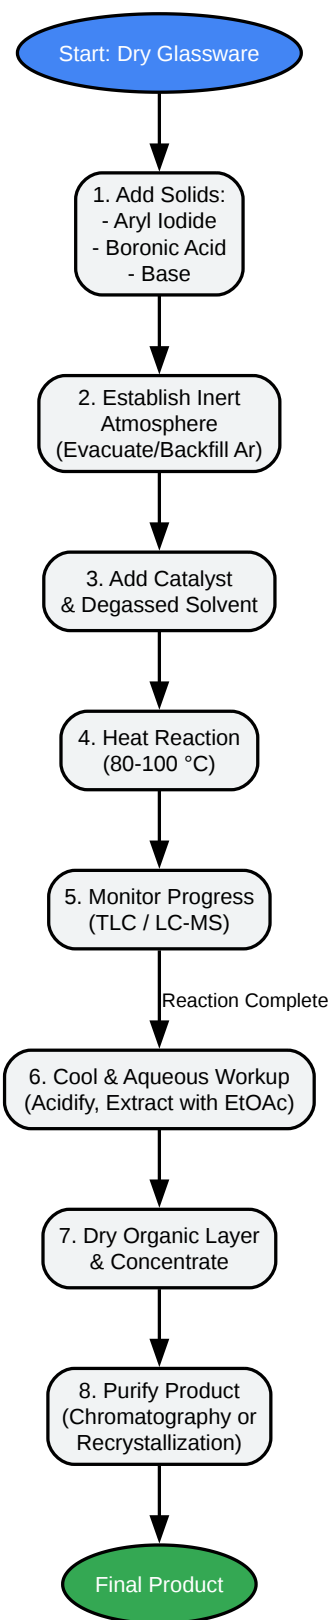 Start: Dry Glassware
1. Add Solids:
- Aryl Iodide
- Boronic Acid
- Base
2. Establish Inert
Atmosphere
(Evacuate/Backfill Ar)
3. Add Catalyst
& Degassed Solvent
4. Heat Reaction
(80-100 °C)
5. Monitor Progress
(TLC / LC-MS)
Reaction Complete
6. Cool & Aqueous Workup
(Acidify, Extract with EtOAc)
7. Dry Organic Layer
& Concentrate
8. Purify Product
(Chromatography or
Recrystallization)
Final Product